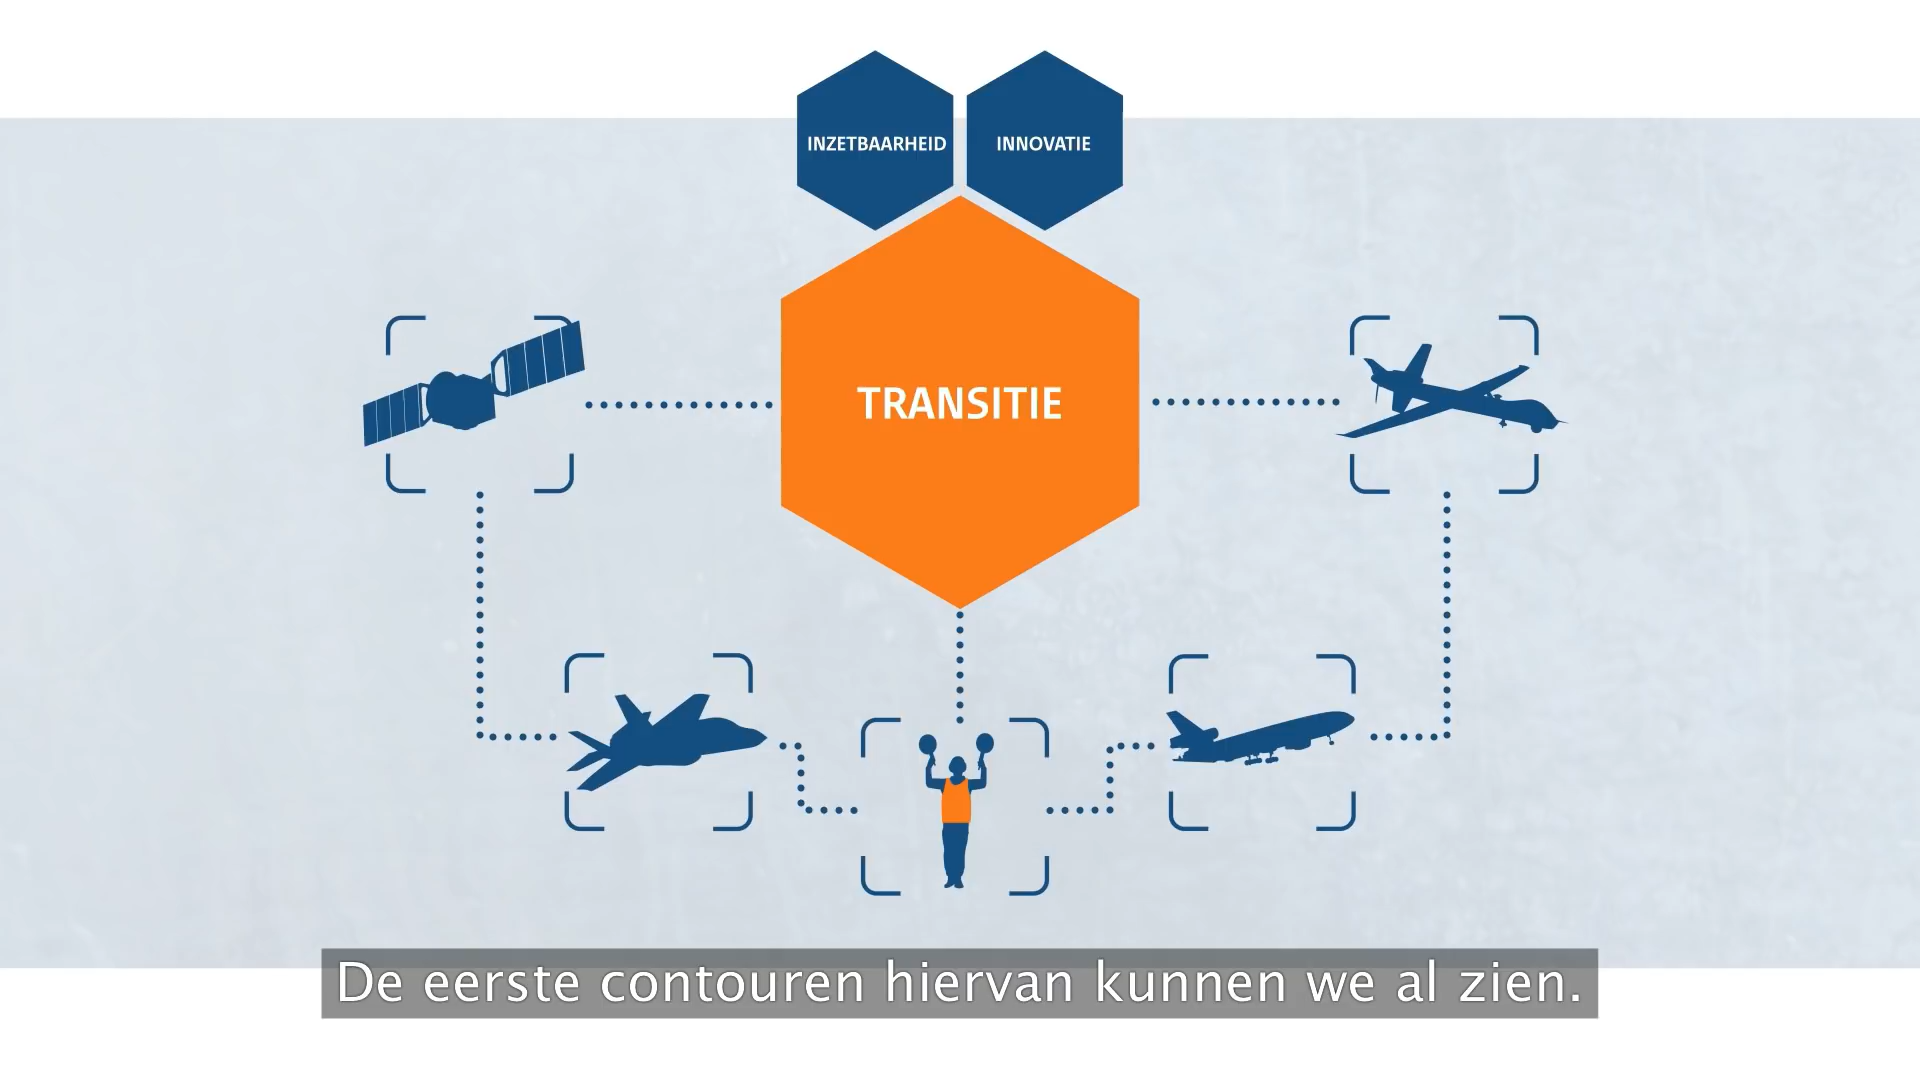 INZETBAARHEID
INNOVATIE
TRANSITIE
De eerste contouren hiervan kunnen we al zien.